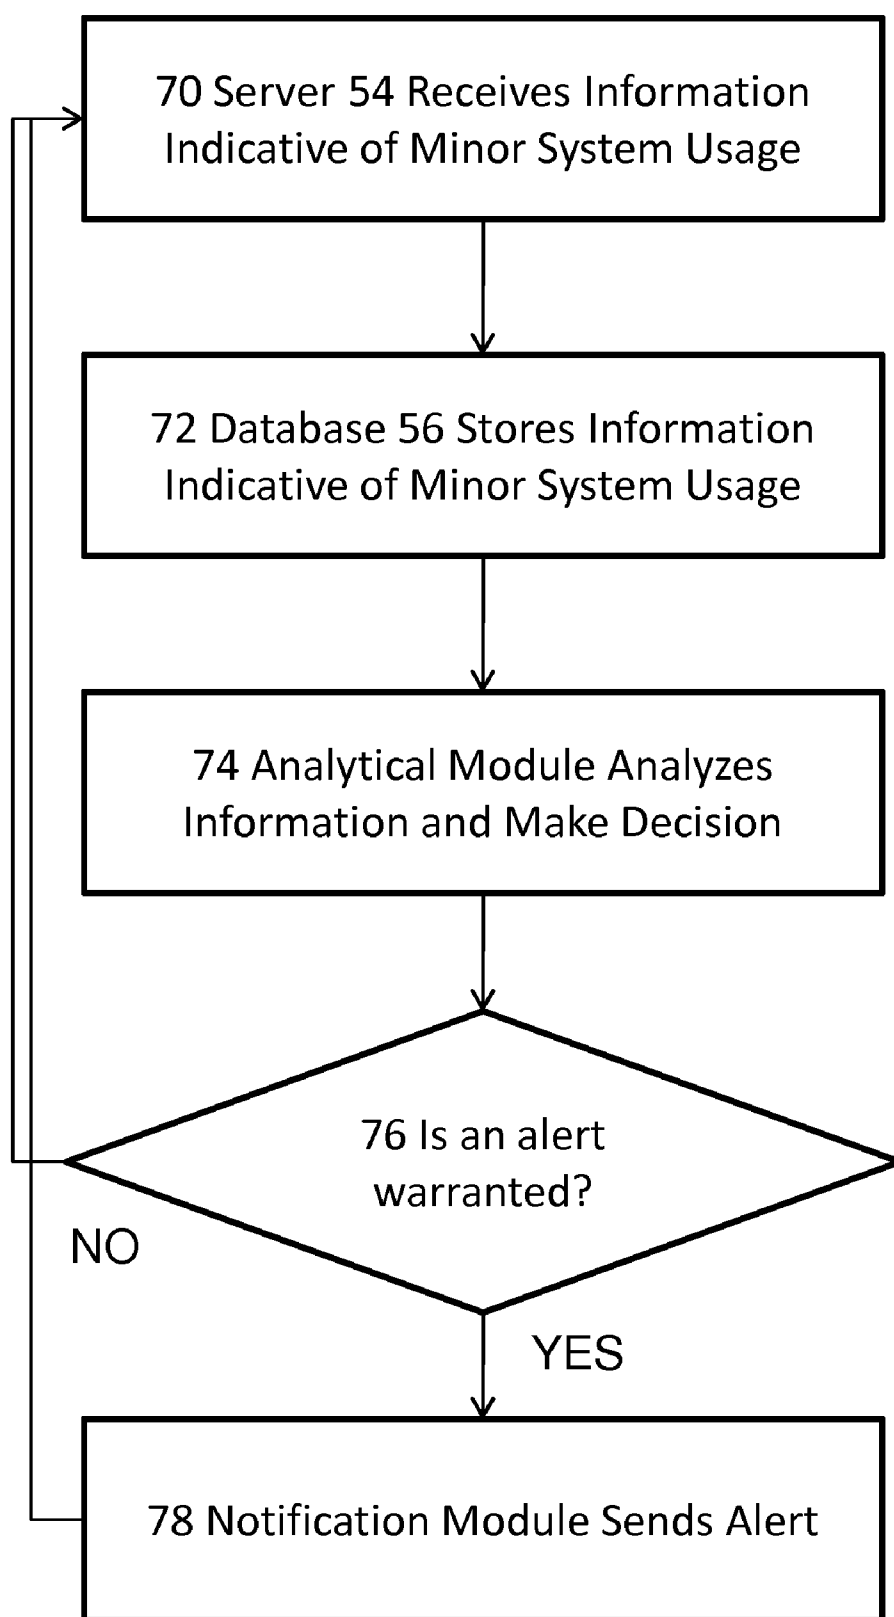 70 Server 54 Receives Information
Indicative of Minor System Usage
72 Database 56 Stores Information
Indicative of Minor System Usage
74 Analytical Module Analyzes
Information and Make Decision
76 Is an alert
warranted?
NO
YES
78 Notification Module Sends Alert